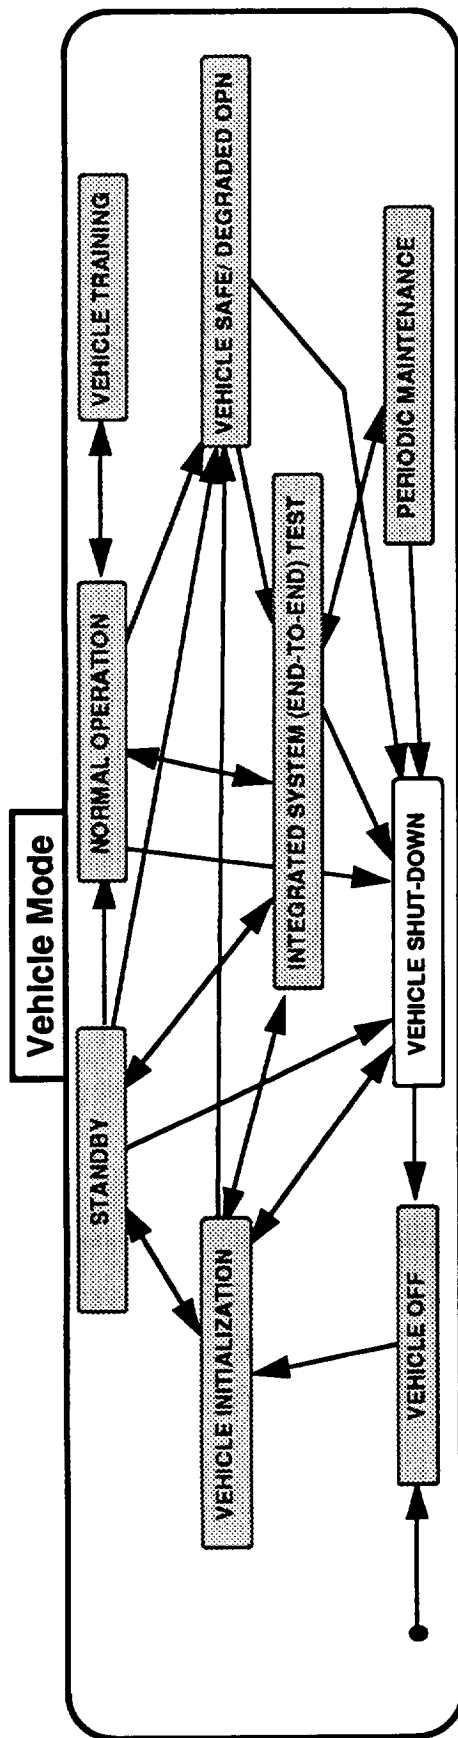 Vehicle Mode
STANDBY
NORMAL OPERATION
VEHICLE TRAINING
VEHICLE INITIALIZATION
VEHICLE SAFE/ DEGRADED OPN
INTEGRATED SYSTEM (END-TO-END) TEST
VEHICLE OFF
VEHICLE SHUT-DOWN
PERIODIC MAINTENANCE